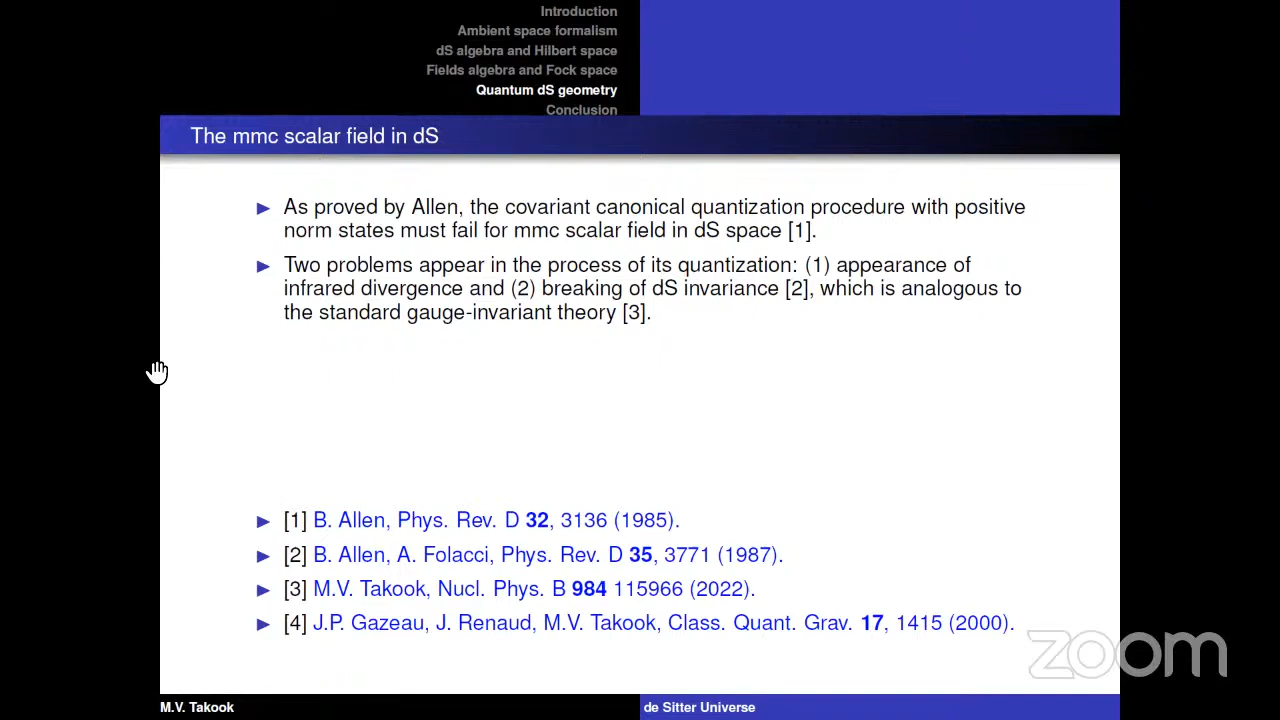 Introduction
Ambient space formalism
dS algebra and Hilbert space
Fields algebra and Fock space
Quantum dS geometry
Conclusion
The mmc scalar field in dS
As proved by Allen, the covariant canonical quantization procedure with positive
norm states must fail for mmc scalar field in dS space [1].
Two problems appear in the process of its quantization: (1) appearance of
infrared divergence and (2) breaking of dS invariance [2], which is analogous to
the standard gauge-invariant theory [3].
[1] B. Allen, Phys. Rev. D 32, 3136 (1985).
[2] B. Allen, A. Folacci, Phys. Rev. D 35, 3771 (1987).
[3] M.V. Takook, Nucl. Phys. B 984 115966 (2022).
[4] J.P. Gazeau, J. Renaud, M.V. Takook, Class. Quant. Grav. 17, 1415 (2000).
zoom
M.V. Takook
de Sitter Universe